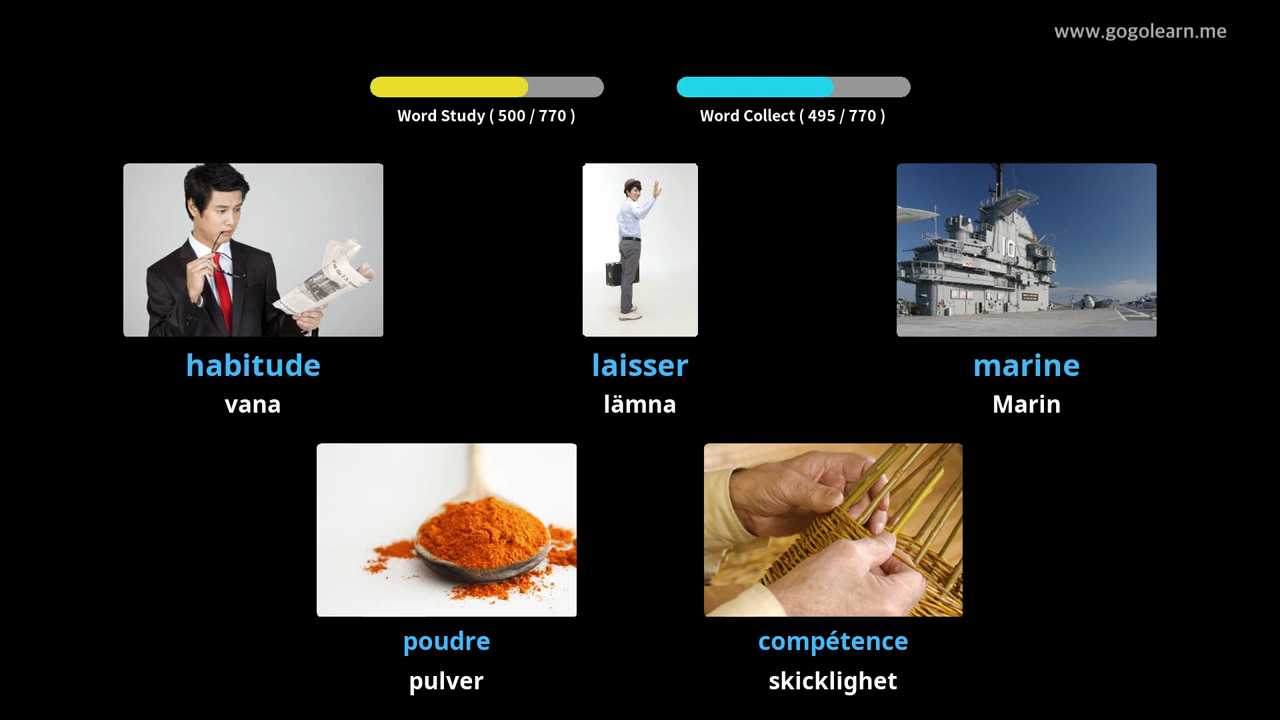 www.gogolearn.me
Word Study ( 500 / 770 )
Word Collect ( 495 / 770 )
16
habitude
vana
laisser
lämna
marine
Marin
poudre
pulver
compétence
skicklighet